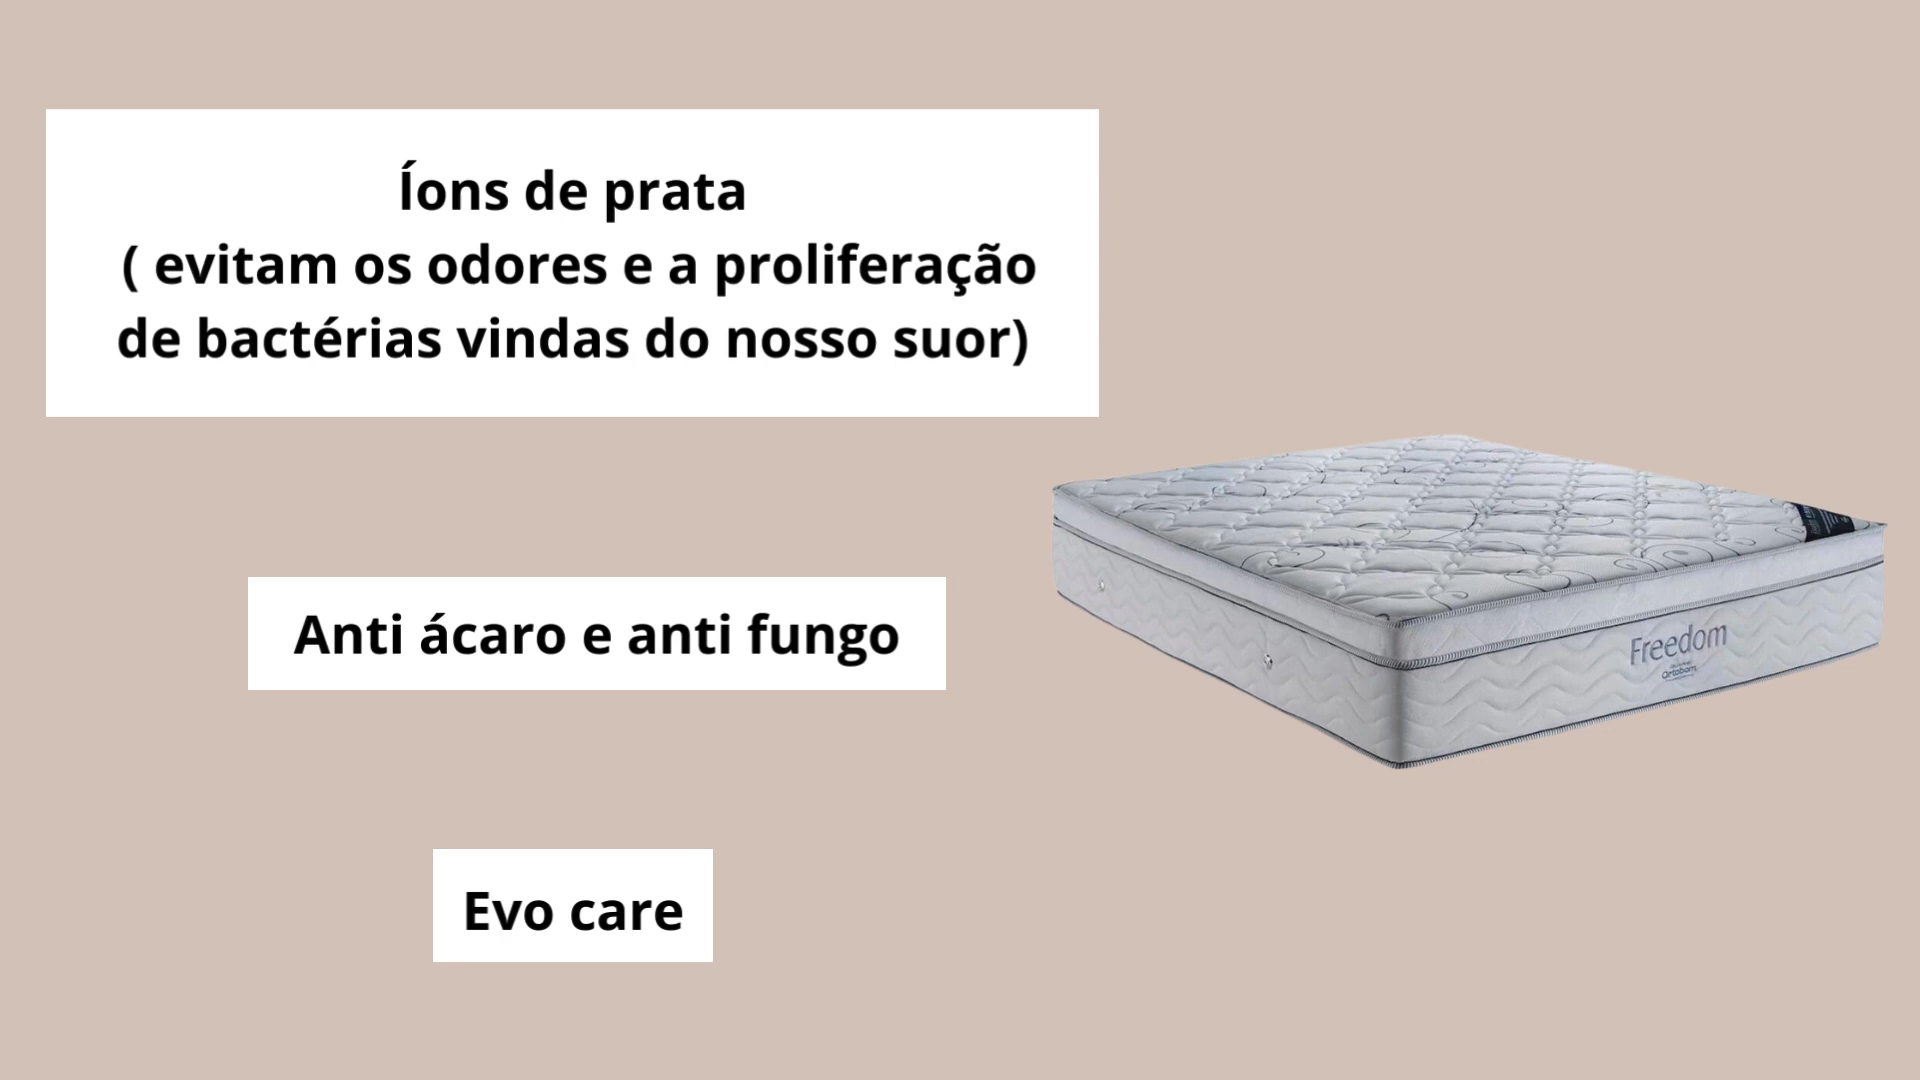 Íons de prata
( evitam os odores e a proliferação
de bactérias vindas do nosso suor)
Anti ácaro e anti fungo
Freedom
Ortobom
Evo care